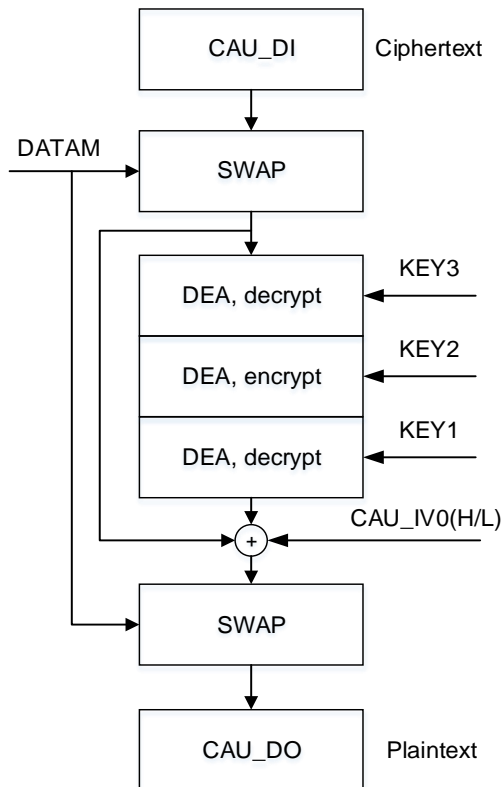 CAU_DI Ciphertext
DATAM
SWAP
KEY3
DEA, decrypt
KEY2
DEA, encrypt
KEY1
DEA, decrypt
CAU_IV0(H/L)
+
SWAP
CAU_DO Plaintext